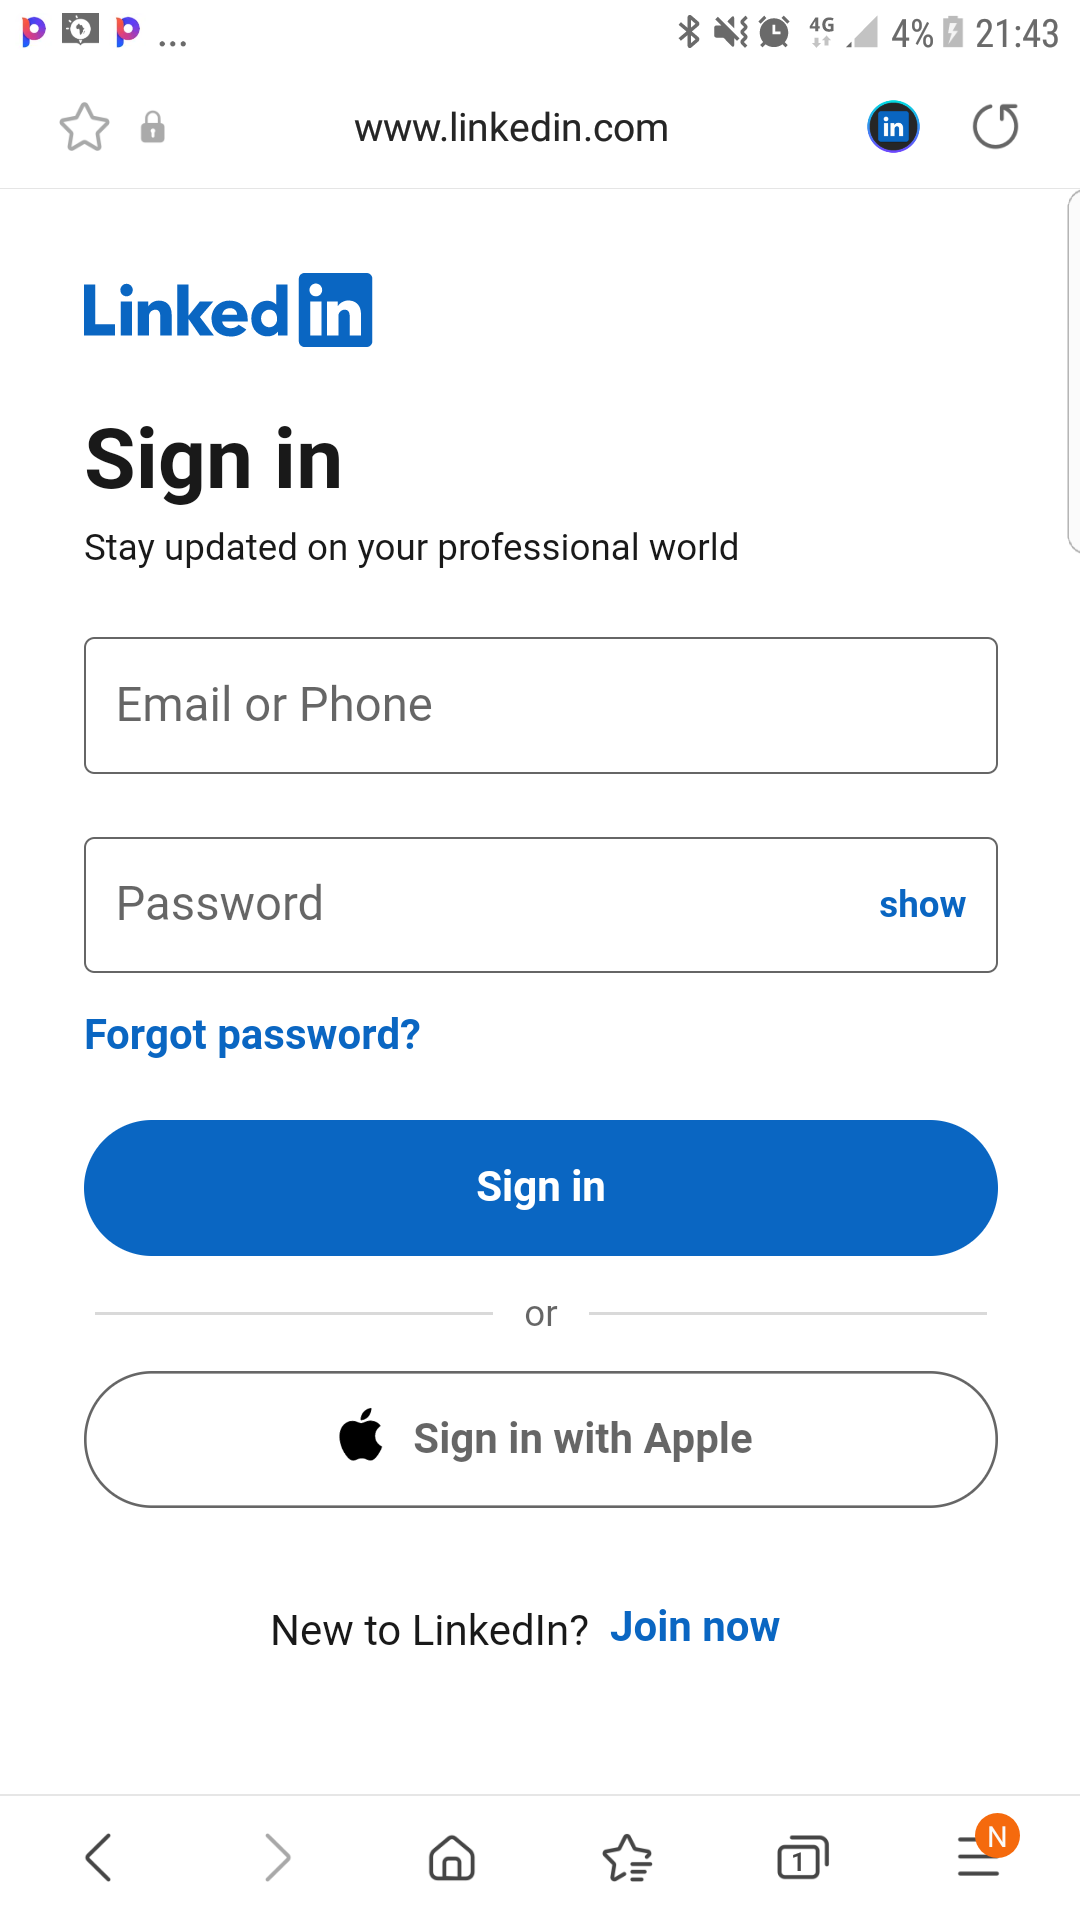 ... 4G 4% 21:43
www.linkedin.com in
Linked in
Sign in
Stay updated on your professional world
Email or Phone
Password show
Forgot password?
Sign in
or
Sign in with Apple
New to LinkedIn? Join now
1 N